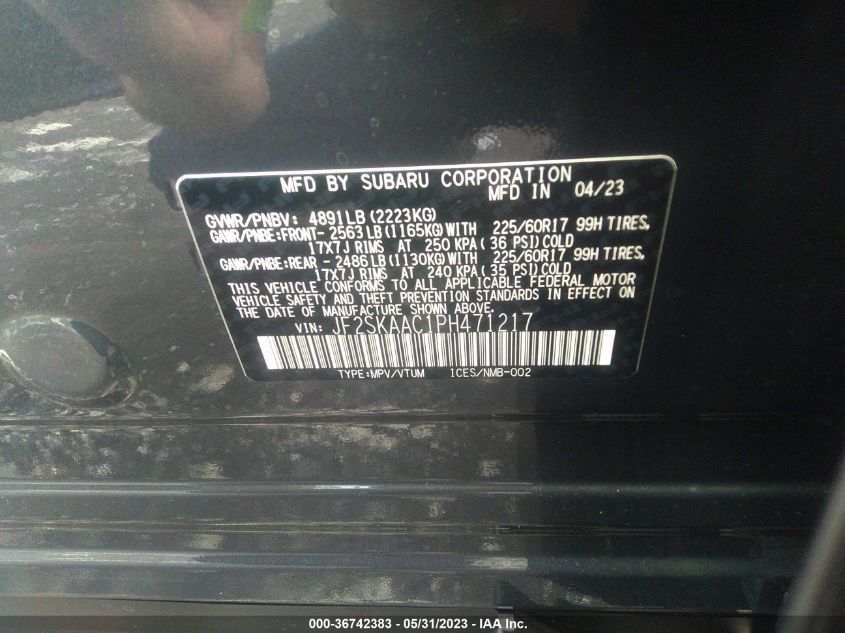 MFD BY SUBARU CORPORATION
MFD IN 04/23
GVWR/PNBV: 4891LB (2223KG)
GAWR/PNBE:FRONT- 2563LB (1165KG) WITH 225/60R17 99H TIRES,
17X7J RIMS AT 250 KPA ( 36 PSI) COLD
GAWR/PNBE:REAR - 2486LB (1130KG) WITH 225/60R17 99H TIRES,
17X7J RIMS AT 240 KPA ( 35 PSI) COLD
THIS VEHICLE CONFORMS TO ALL APPLICABLE FEDERAL MOTOR
VEHICLE SAFETY AND THEFT PREVENTION STANDARDS IN EFFECT ON
THE DATE OF MANUFACTURE SHOWN ABOVE.
VIN: JF2SKAAC1PH471217
TYPE:MPV/VTUM ICES/NMB-002
000-36742383 - 05/31/2023 - IAA Inc.